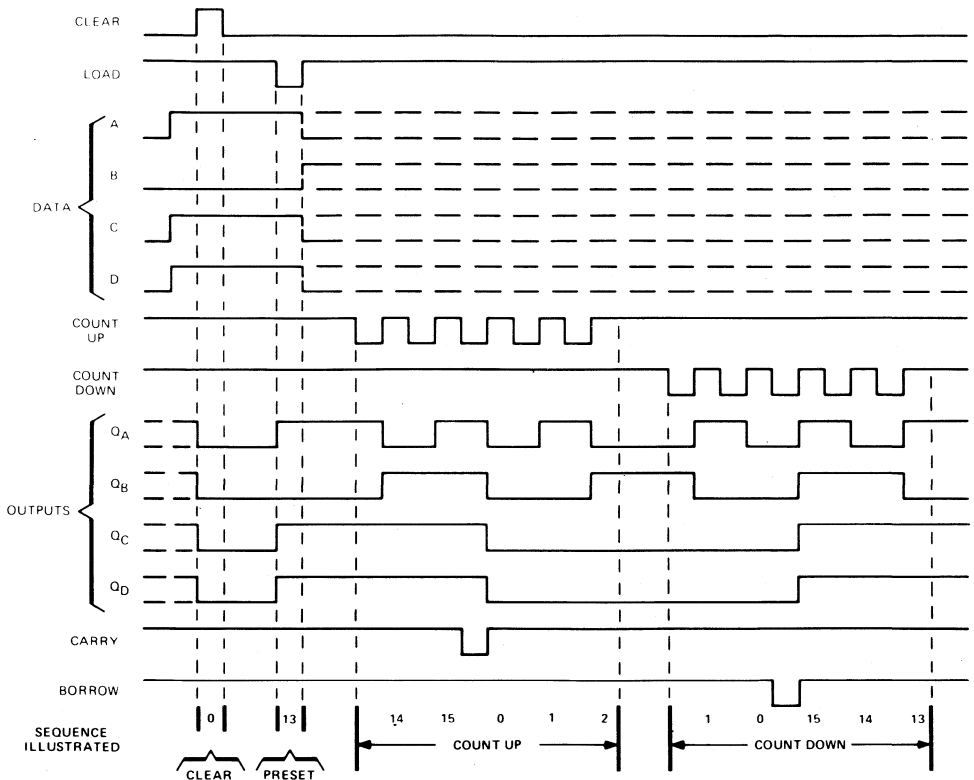 CLEAR
LOAD
A
B
DATA
C
D
COUNT
UP
COUNT
DOWN
QA
QB
OUTPUTS
QC
QD
CARRY
BORROW
SEQUENCE
ILLUSTRATED
0 13 14 15 0 1 2 1 0 15 14 13
COUNT UP COUNT DOWN
CLEAR PRESET